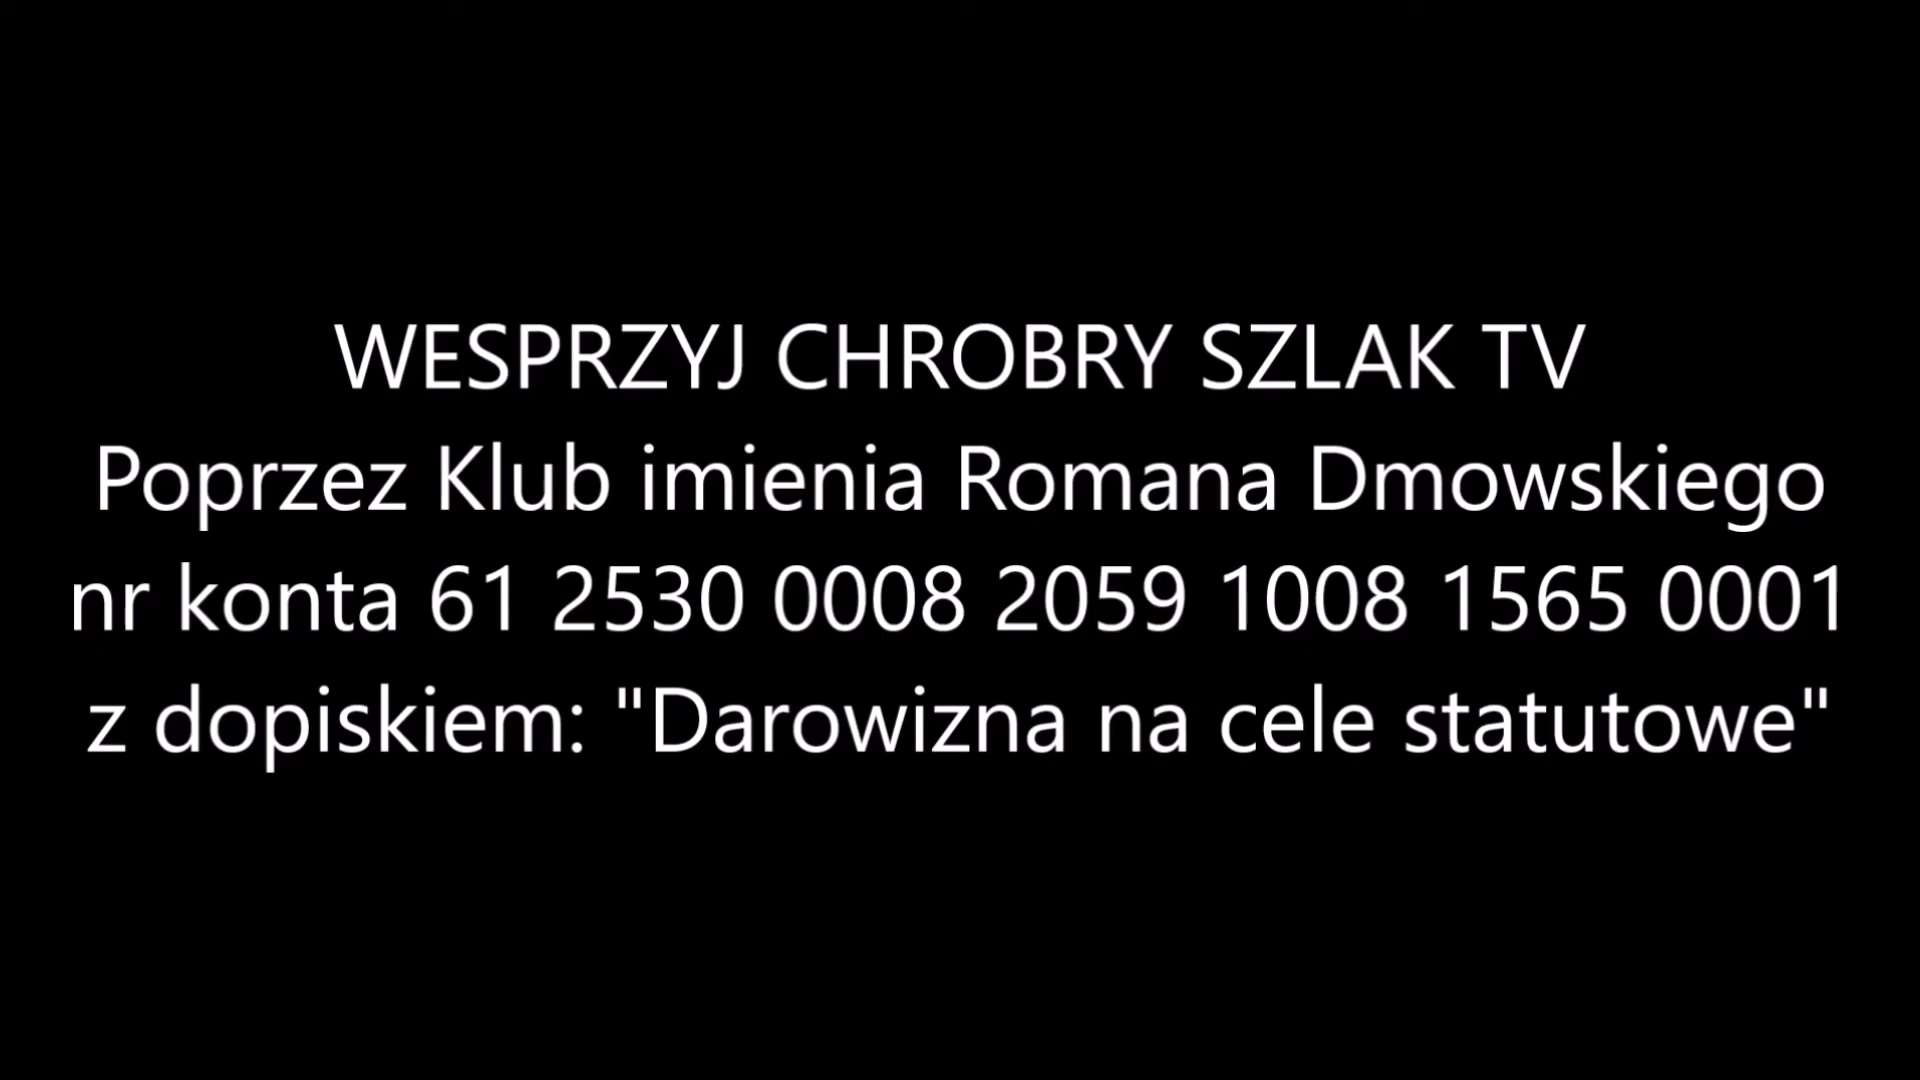 WESPRZYJ CHROBRY SZLAK TV
Poprzez Klub imienia Romana Dmowskiego
nr konta 61 2530 0008 2059 1008 1565 0001
z dopiskiem: "Darowizna na cele statutowe"